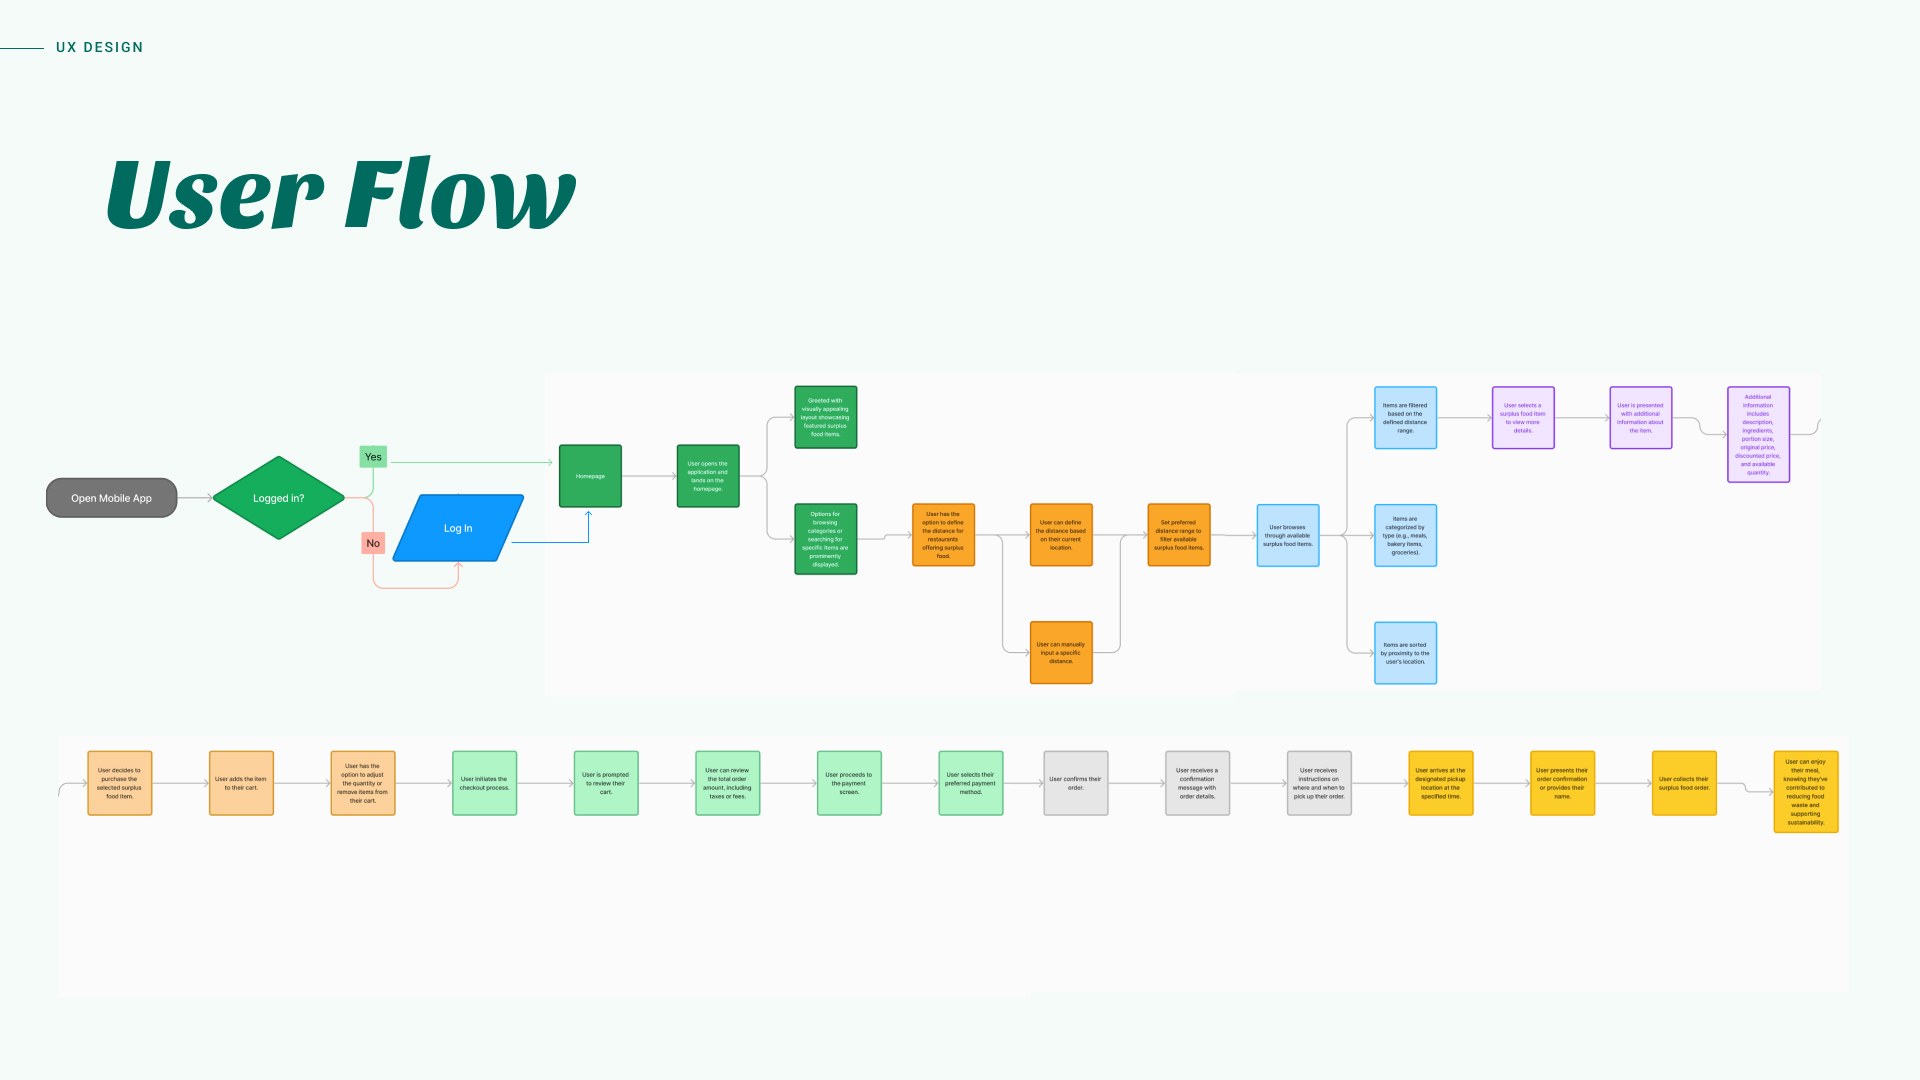 UX DESIGN
User Flow
Open Mobile App
Logged in?
Yes
No
Log In
Homepage
User opens the
application and
lands on the
homepage.
Greeted with
visually appealing
layout showcasing
featured surplus
food items.
Options for
browsing
categories or
searching for
specific items are
prominently
displayed.
User has the
option to define
the distance for
restaurants
offering surplus
food.
User can define
the distance based
on their current
location.
User can manually
input a specific
distance.
Set preferred
distance range to
filter available
surplus food items.
User browses
through available
surplus food items.
Items are filtered
based on the
defined distance
range.
Items are
categorized by
type (e.g., meals,
bakery items,
groceries).
Items are sorted
by proximity to the
user's location.
User selects a
surplus food item
to view more
details.
User is presented
with additional
information about
the item.
Additional
information
includes
description,
ingredients,
portion size,
original price,
discounted price,
and available
quantity.
User decides to
purchase the
selected surplus
food item.
User adds the item
to their cart.
User has the
option to adjust
the quantity or
remove items from
their cart.
User initiates the
checkout process.
User is prompted
to review their
cart.
User can review
the total order
amount, including
taxes or fees.
User proceeds to
the payment
screen.
User selects their
preferred payment
method.
User confirms their
order.
User receives a
confirmation
message with
order details.
User receives
instructions on
where and when to
pick up their order.
User arrives at the
designated pickup
location at the
specified time.
User presents their
order confirmation
or provides their
name.
User collects their
surplus food order.
User can enjoy
their meal,
knowing they've
contributed to
reducing food
waste and
supporting
sustainability.